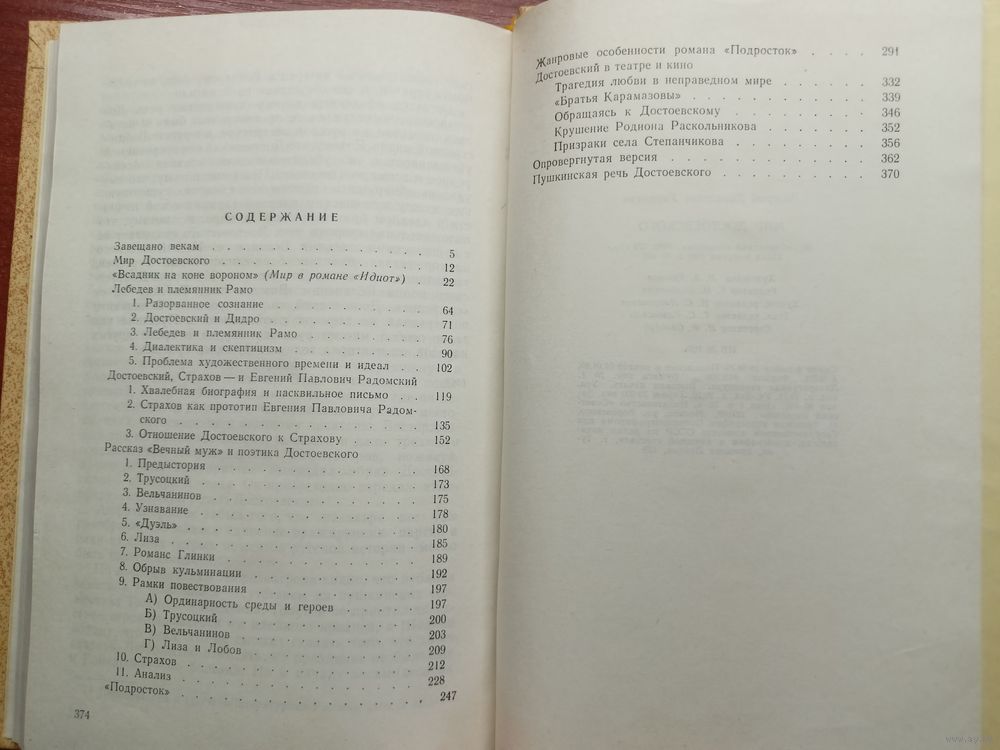 СОДЕРЖАНИЕ
Завещано векам . . . . . . . . . . . . . . 5
Мир Достоевского . . . . . . . . . . . . . 12
«Всадник на коне вороном» (Мир в романе «Идиот») . 22
Лебедев и племянник Рамо
1. Разорванное сознание . . . . . . . . . . 64
2. Достоевский и Дидро . . . . . . . . . . 71
3. Лебедев и племянник Рамо . . . . . . . . 76
4. Диалектика и скептицизм . . . . . . . . 90
5. Проблема художественного времени и идеал . . 102
Достоевский, Страхов — и Евгений Павлович Радомский
1. Хвалебная биография и пасквильное письмо . . 119
2. Страхов как прототип Евгения Павловича Радом-
ского . . . . . . . . . . . . . . 135
3. Отношение Достоевского к Страхову . . . . . 152
Рассказ «Вечный муж» и поэтика Достоевского
1. Предыстория . . . . . . . . . . . . . 168
2. Трусоцкий . . . . . . . . . . . . . . 173
3. Вельчанинов . . . . . . . . . . . . . 175
4. Узнавание . . . . . . . . . . . . . . 178
5. «Дуэль» . . . . . . . . . . . . . . 180
6. Лиза . . . . . . . . . . . . . . . 185
7. Романс Глинки . . . . . . . . . . . . 189
8. Обрыв кульминации . . . . . . . . . . . 192
9. Рамки повествования . . . . . . . . . . 197
А) Ординарность среды и героев . . . . . 197
Б) Трусоцкий . . . . . . . . . . . . 200
В) Вельчанинов . . . . . . . . . . . 203
Г) Лиза и Лобов . . . . . . . . . . . 209
10. Страхов . . . . . . . . . . . . . . 212
11. Анализ . . . . . . . . . . . . . . 228
«Подросток» . . . . . . . . . . . . . . . 247
374
Жанровые особенности романа «Подросток» . . . . 291
Достоевский в театре и кино
Трагедия любви в неправедном мире . . . . . . 332
«Братья Карамазовы» . . . . . . . . . . . 339
Обращаясь к Достоевскому . . . . . . . . . 346
Крушение Родиона Раскольникова . . . . . . . 352
Призраки села Степанчикова . . . . . . . . 356
Опровергнутая версия . . . . . . . . . . . . 362
Пушкинская речь Достоевского . . . . . . . . . . 370